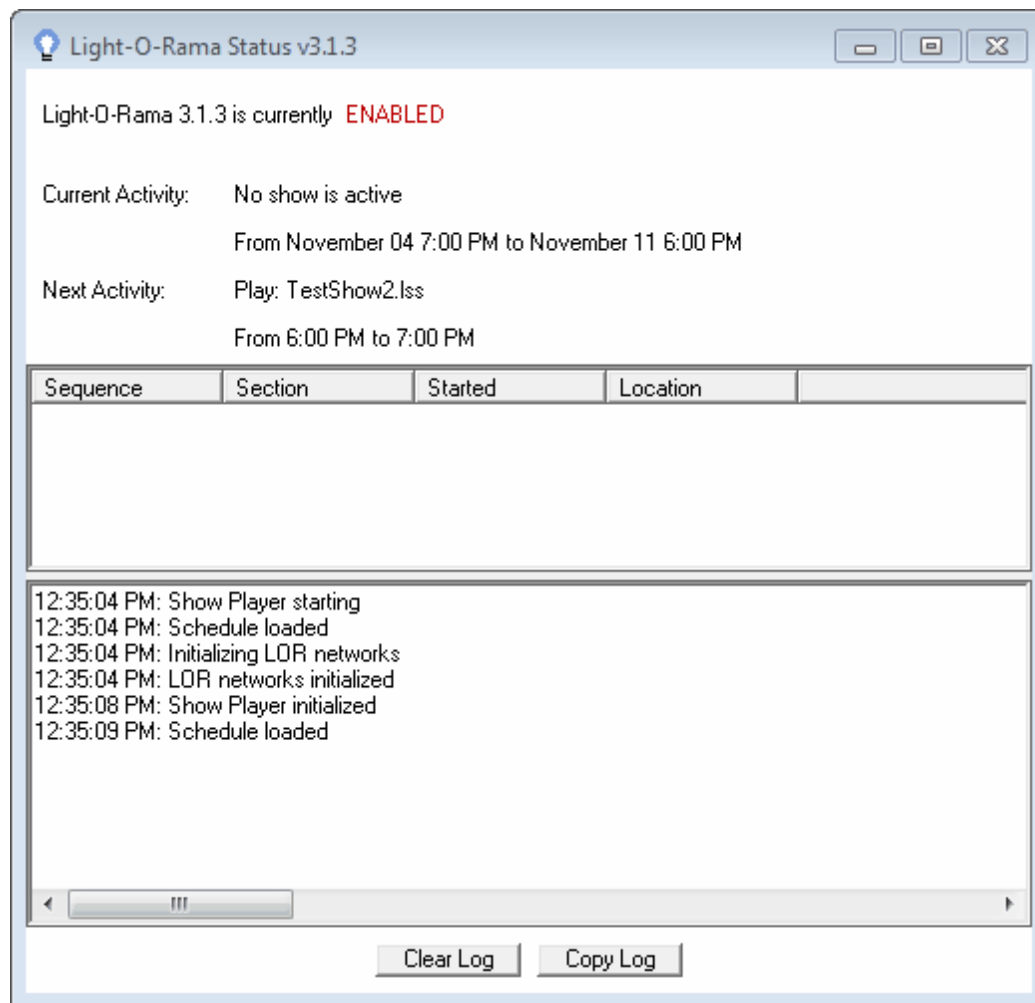 Light-O-Rama Status v3.1.3
Light-O-Rama 3.1.3 is currently ENABLED
Current Activity: No show is active
From November 04 7:00 PM to November 11 6:00 PM
Next Activity: Play: TestShow2.lss
From 6:00 PM to 7:00 PM
Sequence Section Started Location
12:35:04 PM: Show Player starting
12:35:04 PM: Schedule loaded
12:35:04 PM: Initializing LOR networks
12:35:04 PM: LOR networks initialized
12:35:08 PM: Show Player initialized
12:35:09 PM: Schedule loaded
Clear Log Copy Log